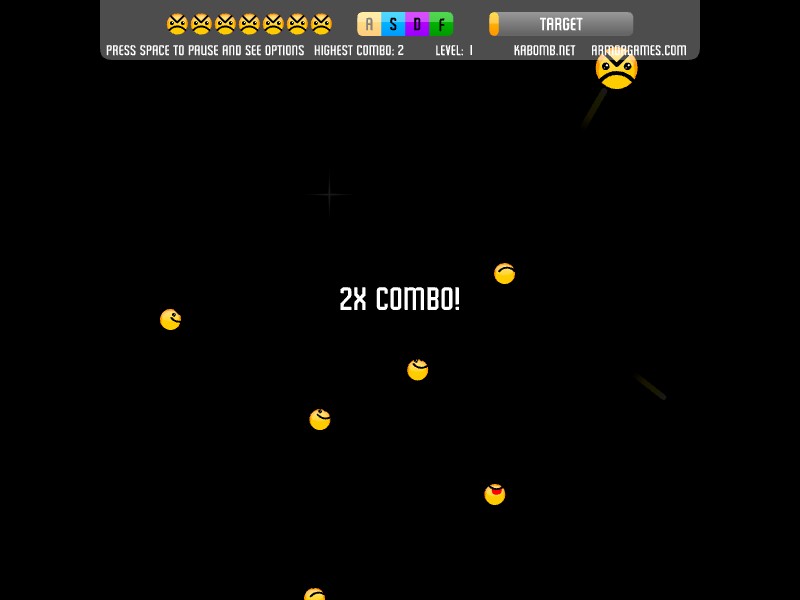 A S D F TARGET
PRESS SPACE TO PAUSE AND SEE OPTIONS HIGHEST COMBO: 2 LEVEL: 1 KABOMB.NET ARMORGAMES.COM
2X COMBO!